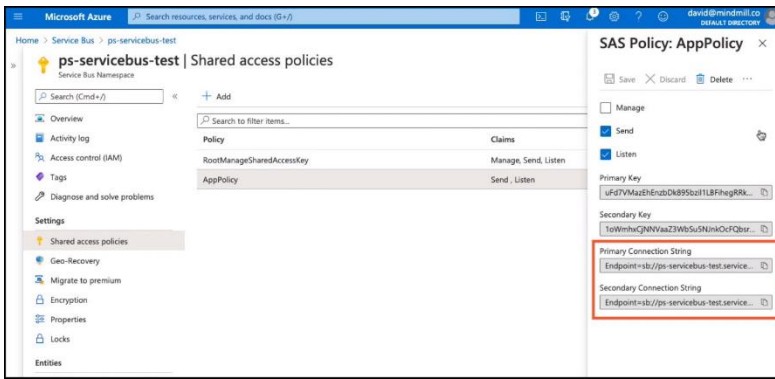 Microsoft Azure
Search resources, services, and docs (G+/)
david@mindmill.co
DEFAULT DIRECTORY
Home > Service Bus > ps-servicebus-test
ps-servicebus-test | Shared access policies
Service Bus Namespace
Search (Cmd+/)
Overview
Activity log
Access control (IAM)
Tags
Diagnose and solve problems
Settings
Shared access policies
Geo-Recovery
Migrate to premium
Encryption
Properties
Locks
Entities
+ Add
Search to filter items...
Policy Claims
RootManageSharedAccessKey Manage, Send, Listen
AppPolicy Send , Listen
SAS Policy: AppPolicy
Save Discard Delete ...
Manage
Send
Listen
Primary Key
Secondary Key
Primary Connection String
Endpoint=sb://ps-servicebus-test.service...
Secondary Connection String
Endpoint=sb://ps-servicebus-test.service...